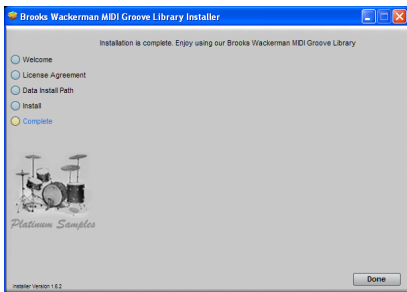 Brooks Wackerman MIDI Groove Library Installer
Installation is complete. Enjoy using our Brooks Wackerman MIDI Groove Library
Welcome
License Agreement
Data Install Path
Install
Complete
Platinum Samples
Installer Version 1.6.2
Done